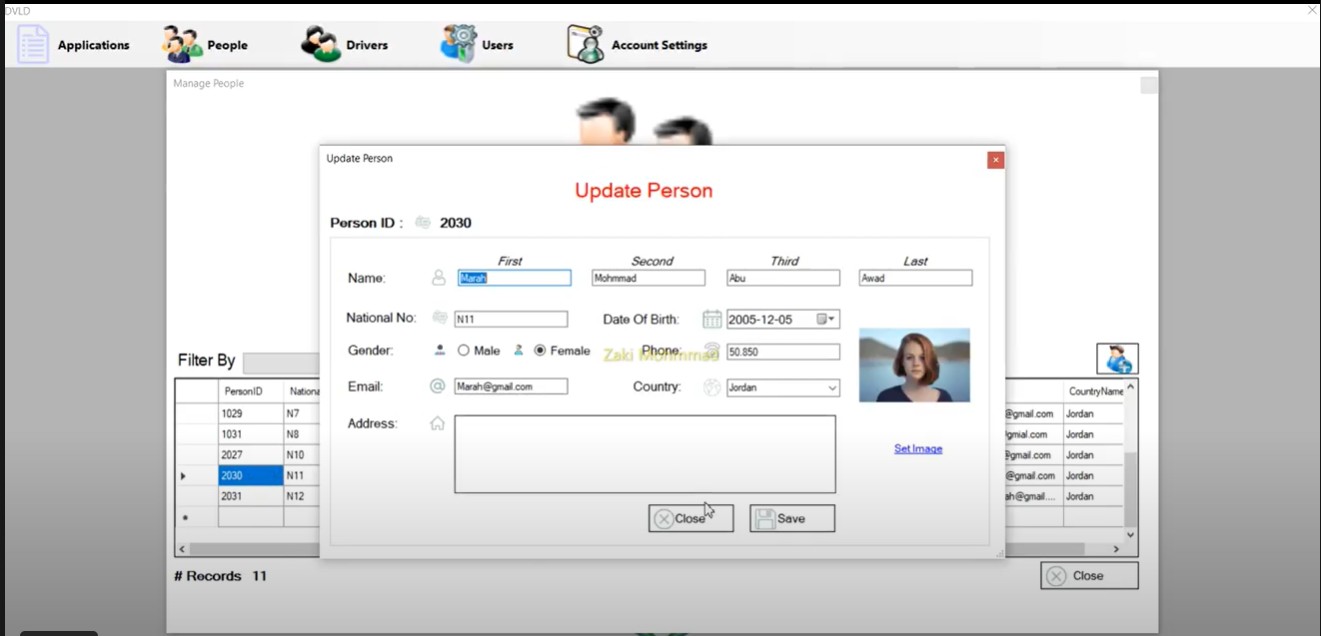 DVLD
Applications People Drivers Users Account Settings
Manage People
Update Person
Update Person
Person ID : 2030
First Second Third Last
Name: Marah Mohmmad Abu Awad
National No: N11 Date Of Birth: 2005-12-05
Gender: Male Female Phone: 50.850
Zaki Mohmmad
Email: Marah@gmail.com Country: Jordan
Address:
Set Image
Close Save
Filter By
PersonID Nationa CountryName
1029 N7 @gmail.com Jordan
1031 N8 @gmial.com Jordan
2027 N10 @gmail.com Jordan
2030 N11 @gmail.com Jordan
2031 N12 ah@gmail.... Jordan
# Records 11
Close